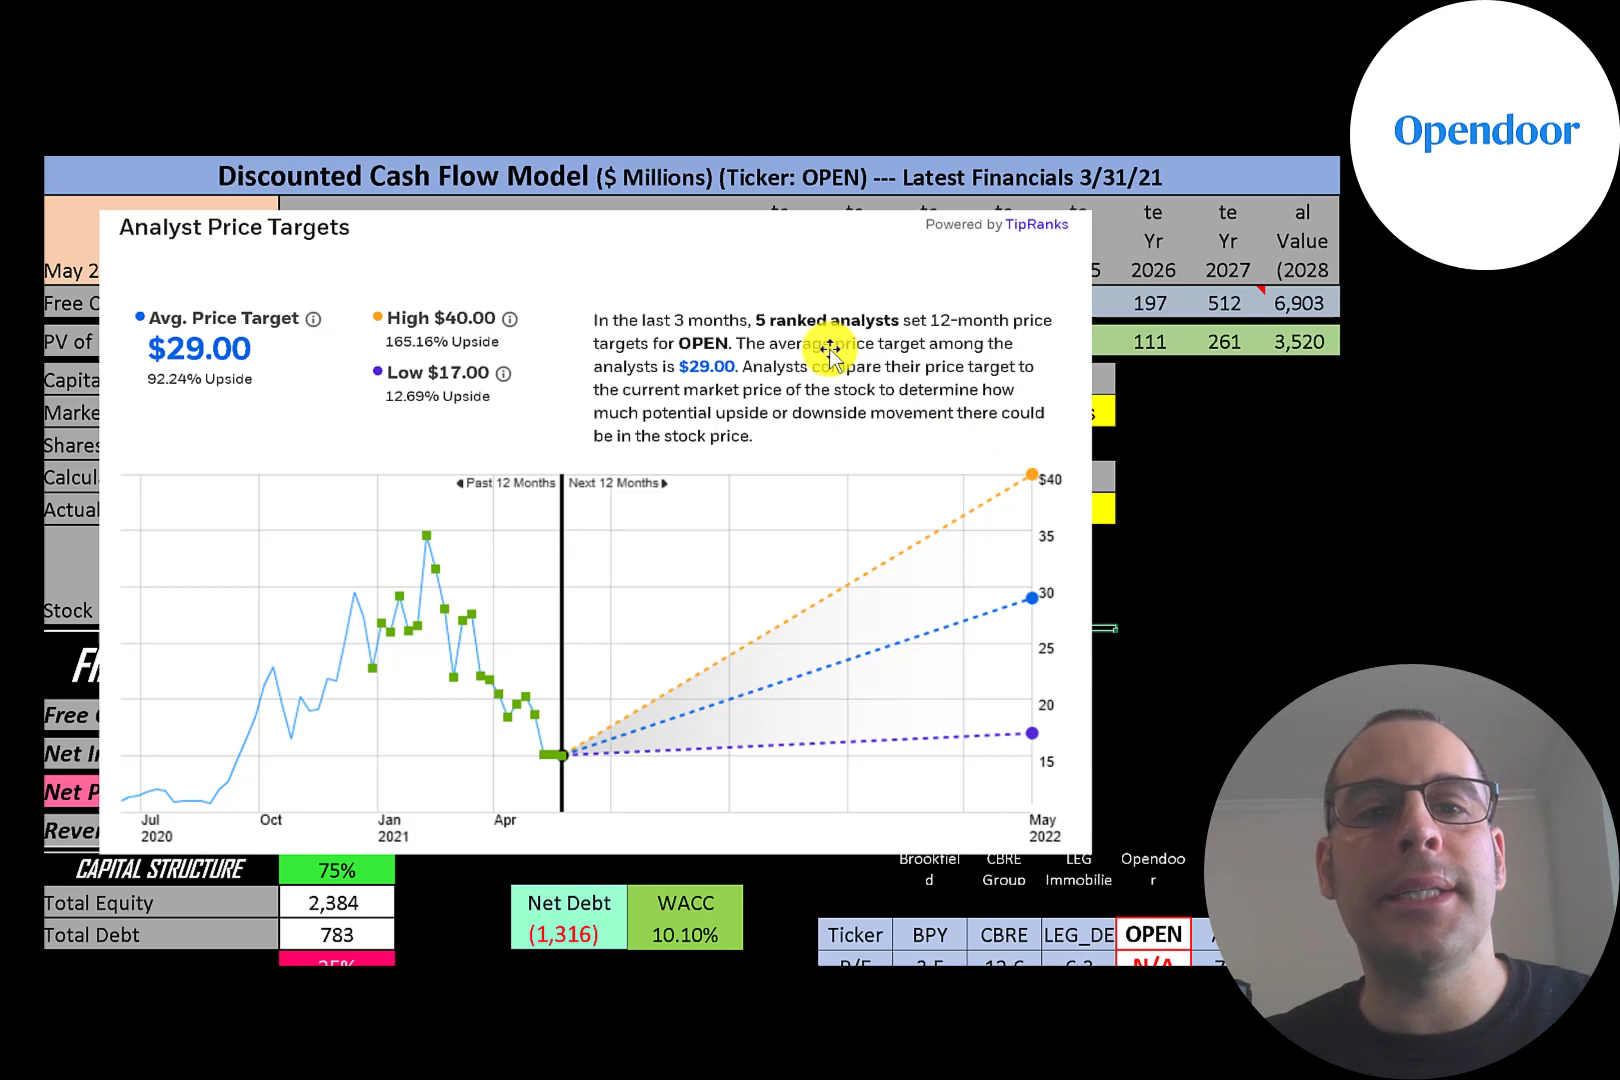 Opendoor
Discounted Cash Flow Model ($ Millions) (Ticker: OPEN) --- Latest Financials 3/31/21
te te te te te te te al
Yr Yr Value
May 2 5 2026 2027 (2028
Free C 197 512 6,903
PV of 111 261 3,520
Capita
Marke
Shares
Calcul
Actual
Stock
Analyst Price Targets
Powered by TipRanks
Avg. Price Target
$29.00
92.24% Upside
High $40.00
165.16% Upside
Low $17.00
12.69% Upside
In the last 3 months, 5 ranked analysts set 12-month price
targets for OPEN. The average price target among the
analysts is $29.00. Analysts compare their price target to
the current market price of the stock to determine how
much potential upside or downside movement there could
be in the stock price.
Past 12 Months Next 12 Months
$40
35
30
25
20
15
Jul Oct Jan Apr May
2020 2021 2022
Free C
Net I
Net P
Reven
CAPITAL STRUCTURE 75%
Total Equity 2,384
Total Debt 783
Net Debt WACC
(1,316) 10.10%
Brookfiel CBRE LEG Opendoo
d Group Immobilie r
Ticker BPY CBRE LEG_DE OPEN
N/A